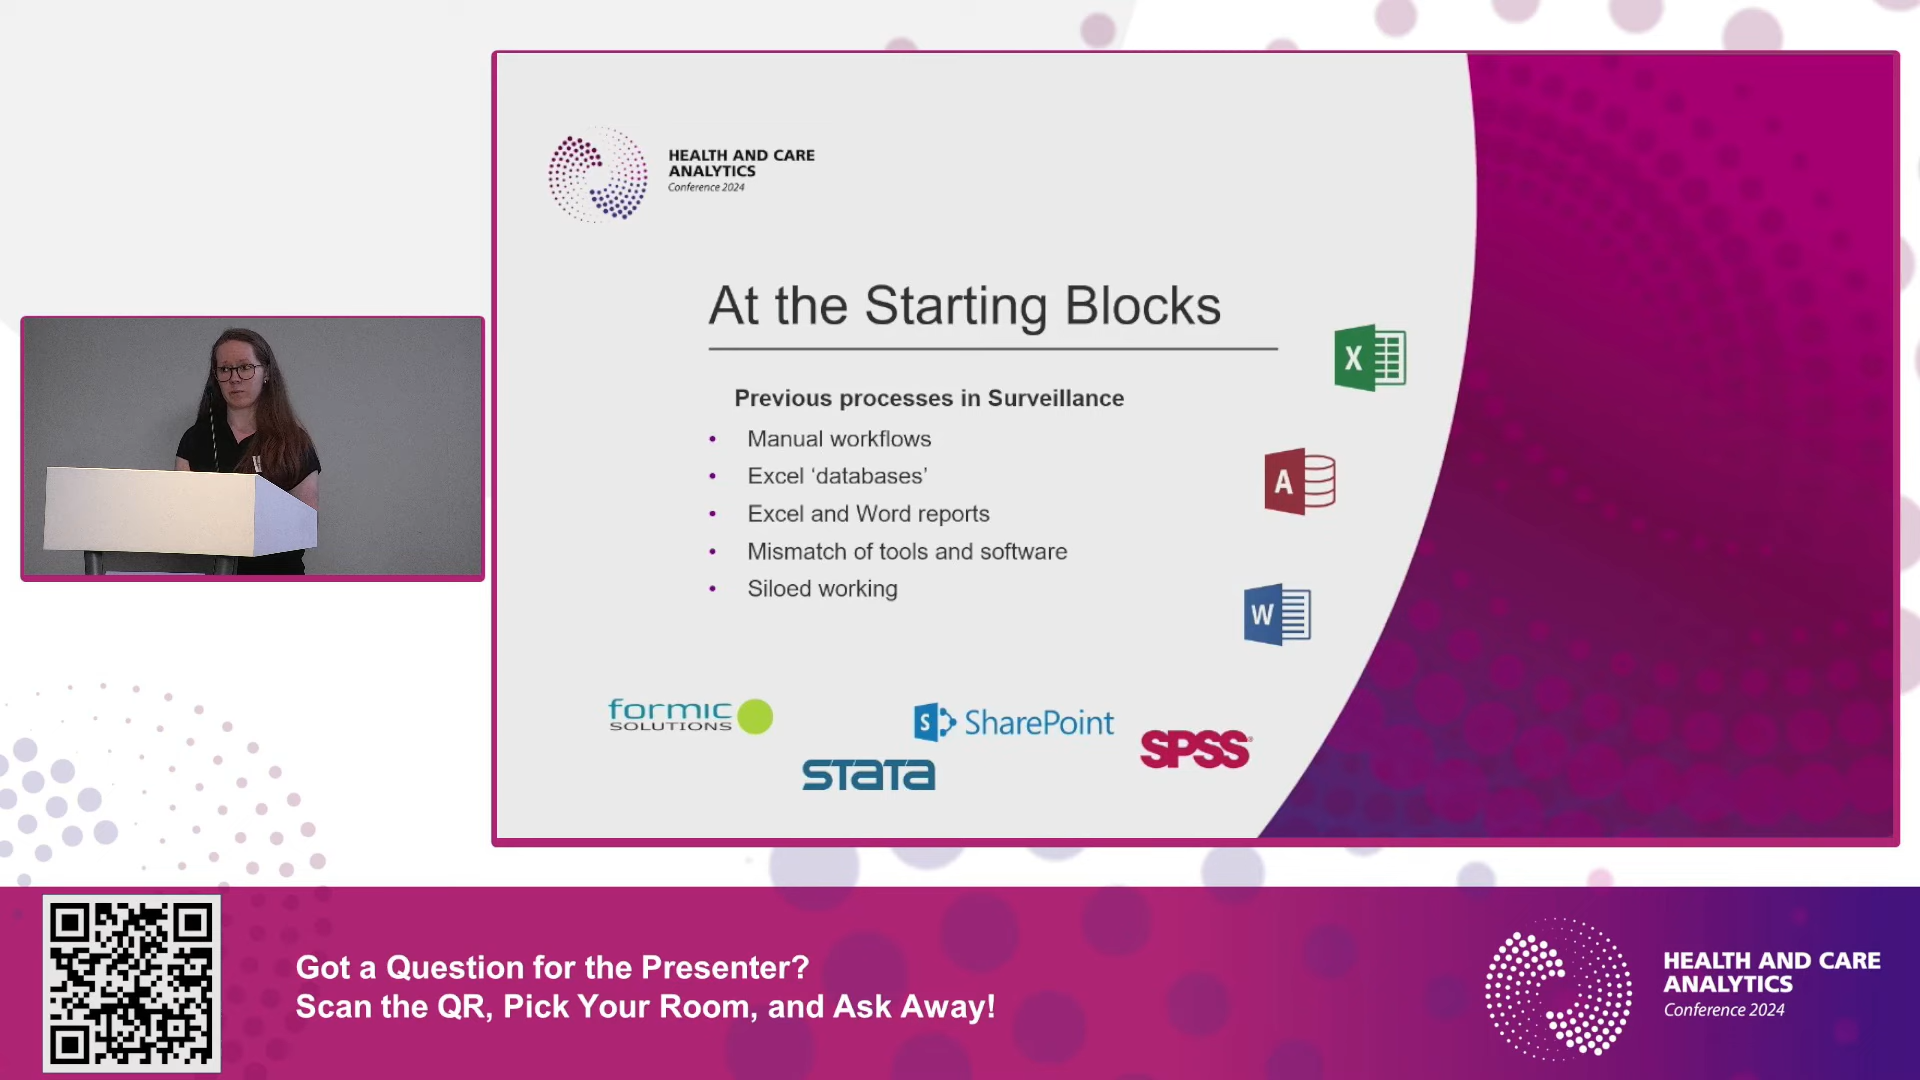 HEALTH AND CARE
ANALYTICS
Conference 2024
At the Starting Blocks
Previous processes in Surveillance
• Manual workflows
• Excel ‘databases’
• Excel and Word reports
• Mismatch of tools and software
• Siloed working
X
A
W
formic
SOLUTIONS
S SharePoint
STATA
SPSS®
Got a Question for the Presenter?
Scan the QR, Pick Your Room, and Ask Away!
HEALTH AND CARE
ANALYTICS
Conference 2024